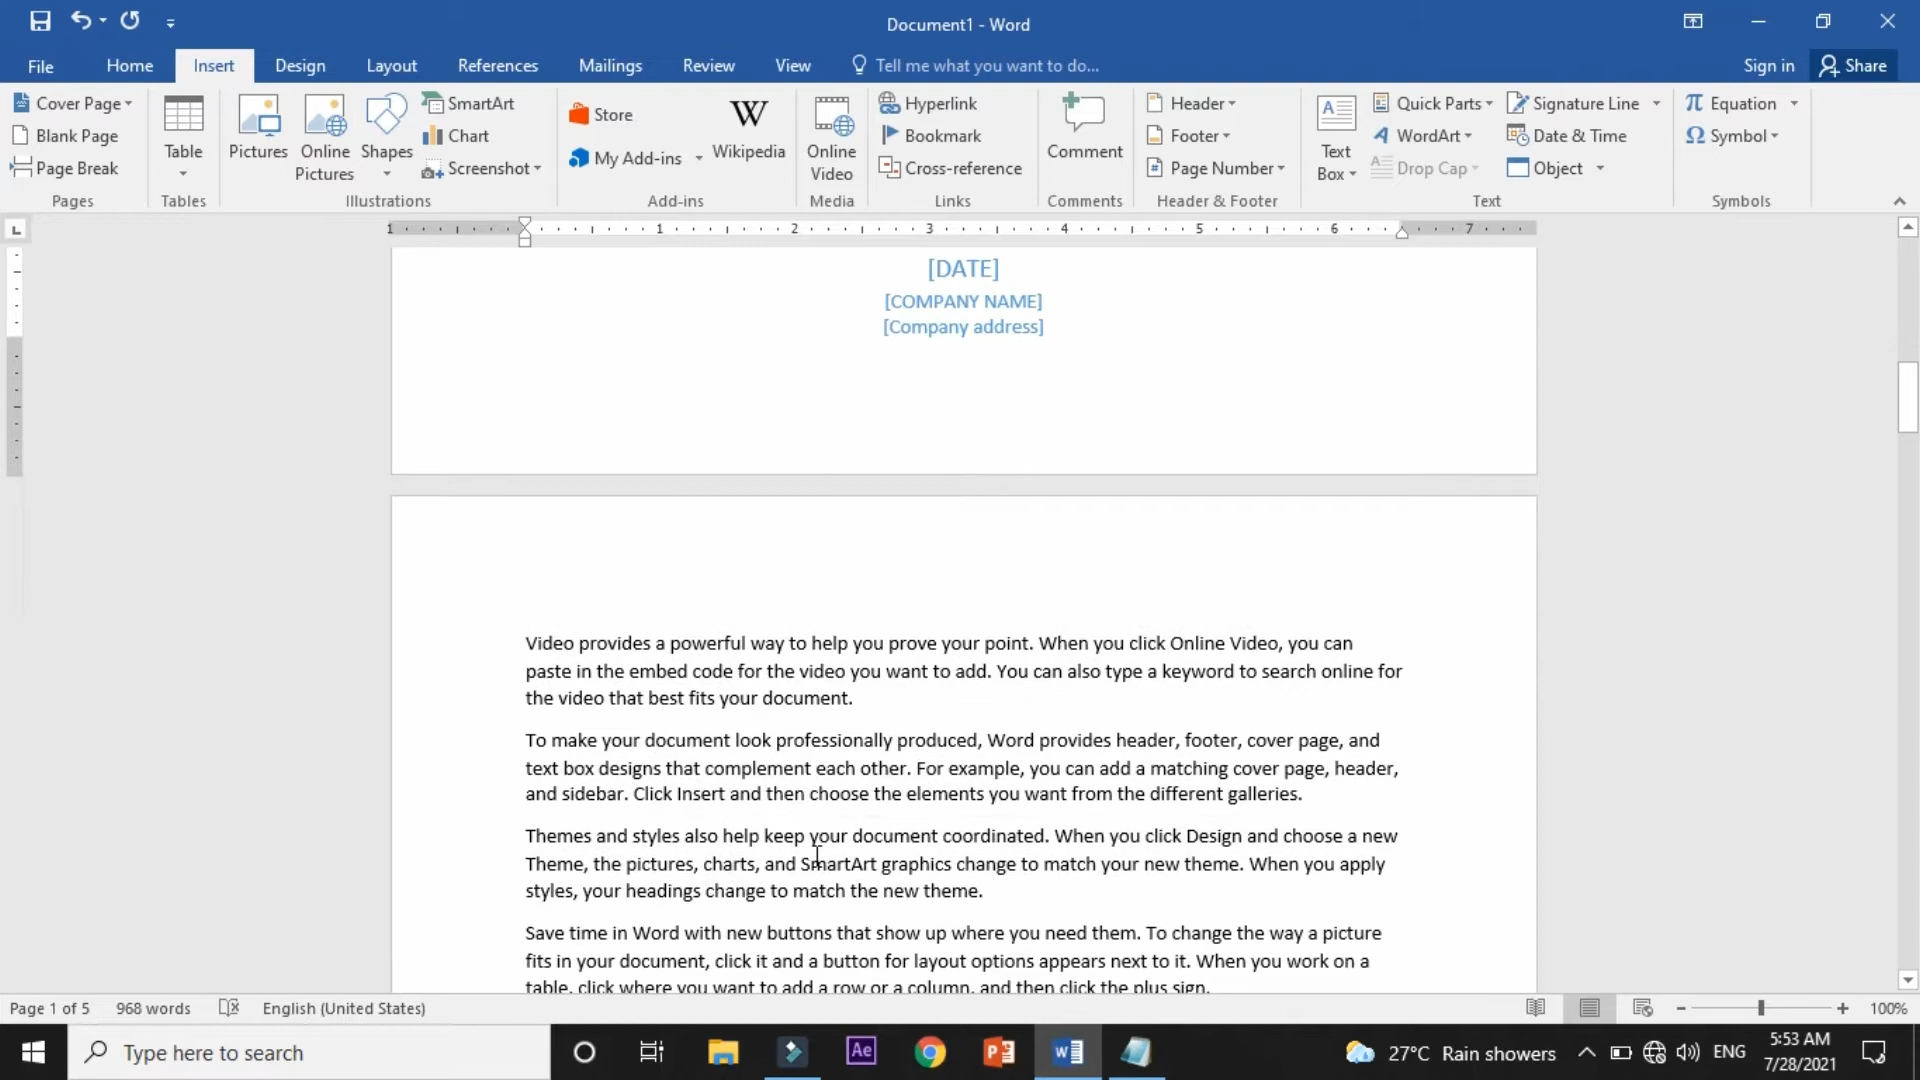 Document1 - Word
File Home Insert Design Layout References Mailings Review View Tell me what you want to do... Sign in Share
Cover Page
Blank Page
Page Break
Pages
Table
Tables
Pictures
Online
Pictures
Shapes
SmartArt
Chart
Screenshot
Illustrations
Store
My Add-ins
W
Wikipedia
Add-ins
Online
Video
Media
Hyperlink
Bookmark
Cross-reference
Links
Comment
Comments
Header
Footer
Page Number
Header & Footer
Text
Box
Quick Parts
WordArt
Drop Cap
Signature Line
Date & Time
Object
Text
Equation
Symbol
Symbols
1 1 2 3 4 5 6 7
[DATE]
[COMPANY NAME]
[Company address]
Video provides a powerful way to help you prove your point. When you click Online Video, you can
paste in the embed code for the video you want to add. You can also type a keyword to search online for
the video that best fits your document.
To make your document look professionally produced, Word provides header, footer, cover page, and
text box designs that complement each other. For example, you can add a matching cover page, header,
and sidebar. Click Insert and then choose the elements you want from the different galleries.
Themes and styles also help keep your document coordinated. When you click Design and choose a new
Theme, the pictures, charts, and SmartArt graphics change to match your new theme. When you apply
styles, your headings change to match the new theme.
Save time in Word with new buttons that show up where you need them. To change the way a picture
fits in your document, click it and a button for layout options appears next to it. When you work on a
table, click where you want to add a row or a column, and then click the plus sign.
Page 1 of 5 968 words English (United States) 100%
Type here to search
Ae
27°C Rain showers
ENG
5:53 AM
7/28/2021